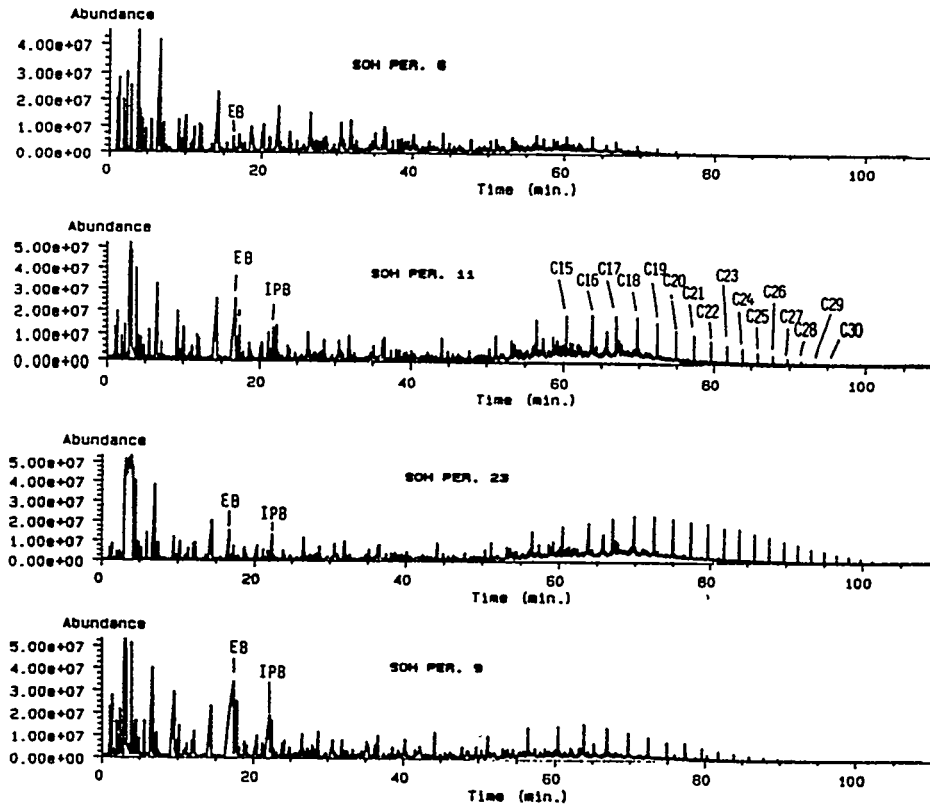 Abundance
4.00e+07
3.00e+07
2.00e+07
1.00e+07
0.00e+00
SOH PER. 6
EB
0 20 40 60 80 100
Time (min.)
Abundance
5.00e+07
4.00e+07
3.00e+07
2.00e+07
1.00e+07
0.00e+00
EB
IPB
SOH PER. 11
C15 C16 C17 C18 C19 C20 C21 C22 C23 C24 C25 C26 C27 C28 C29 C30
0 20 40 60 80 100
Time (min.)
Abundance
5.00e+07
4.00e+07
3.00e+07
2.00e+07
1.00e+07
0.00e+00
EB
IPB
SOH PER. 23
0 20 40 60 80 100
Time (min.)
Abundance
5.00e+07
4.00e+07
3.00e+07
2.00e+07
1.00e+07
0.00e+00
EB
IPB
SOH PER. 9
0 20 40 60 80 100
Time (min.)